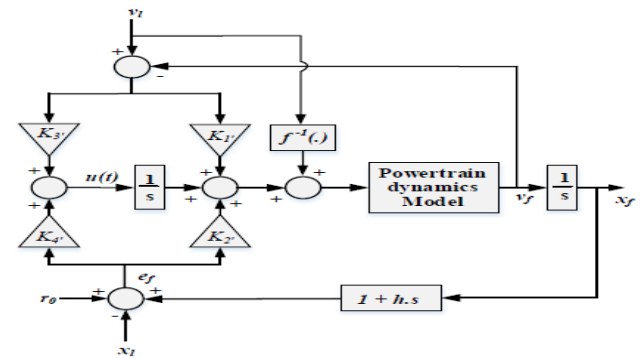 v_l
+
-
K_3'
K_1'
f^-1(.)
+
+
u(t)
1
s
+
+
+
+
+
+
+
Powertrain
dynamics
Model
v_f
1
s
x_f
K_4'
K_2'
e_f
r_0
+
+
-
1 + h.s
x_l